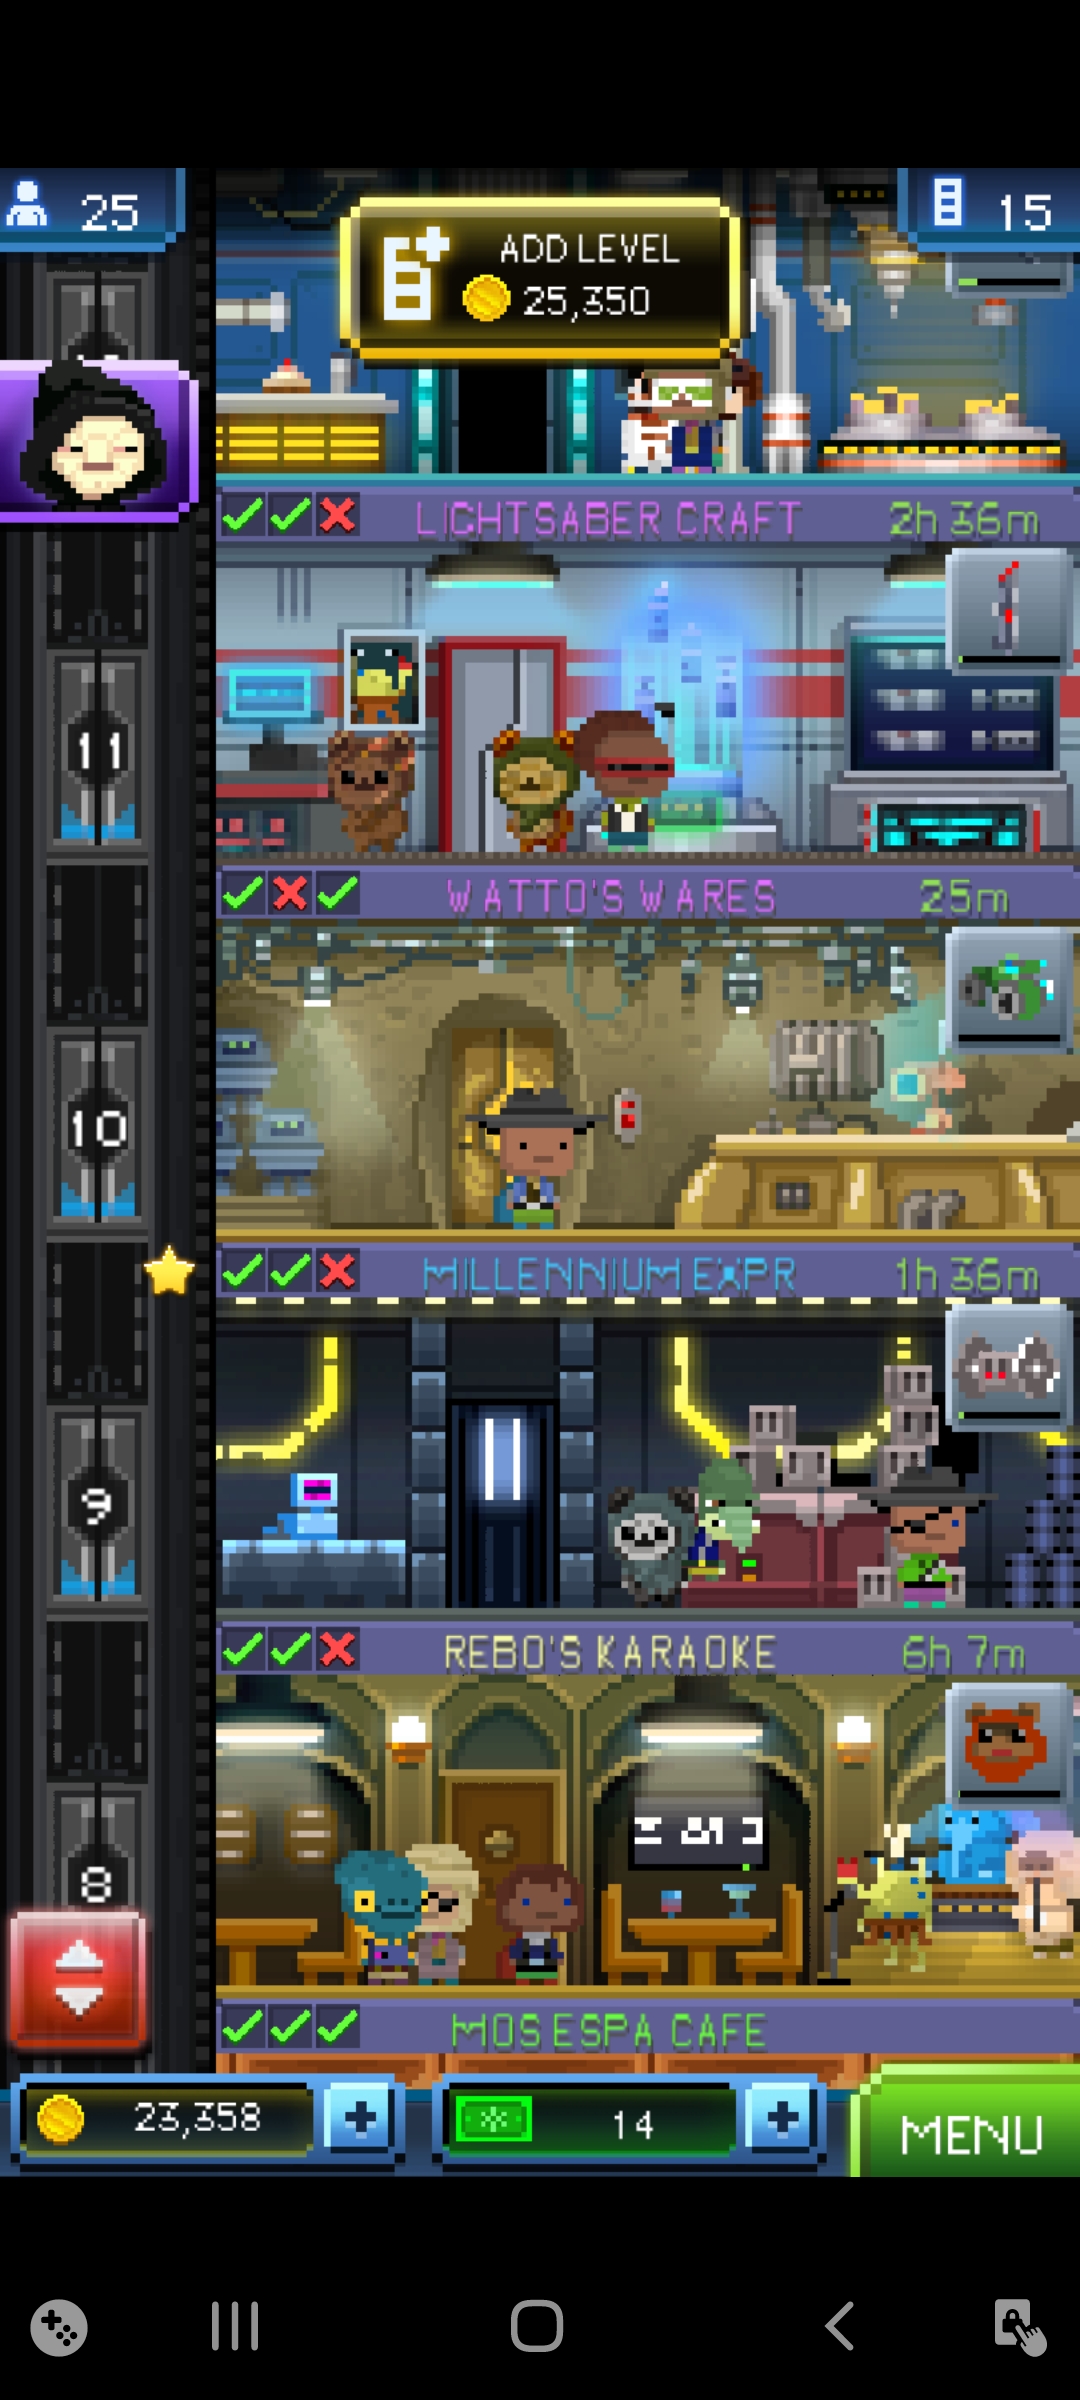 25
ADD LEVEL
25,350
15
LIGHTSABER CRAFT 2h 36m
11
WATTO'S WARES 25m
10
MILLENNIUM EXPR 1h 36m
9
REBO'S KARAOKE 6h 7m
8
MOS ESPA CAFE
23,358
14
MENU